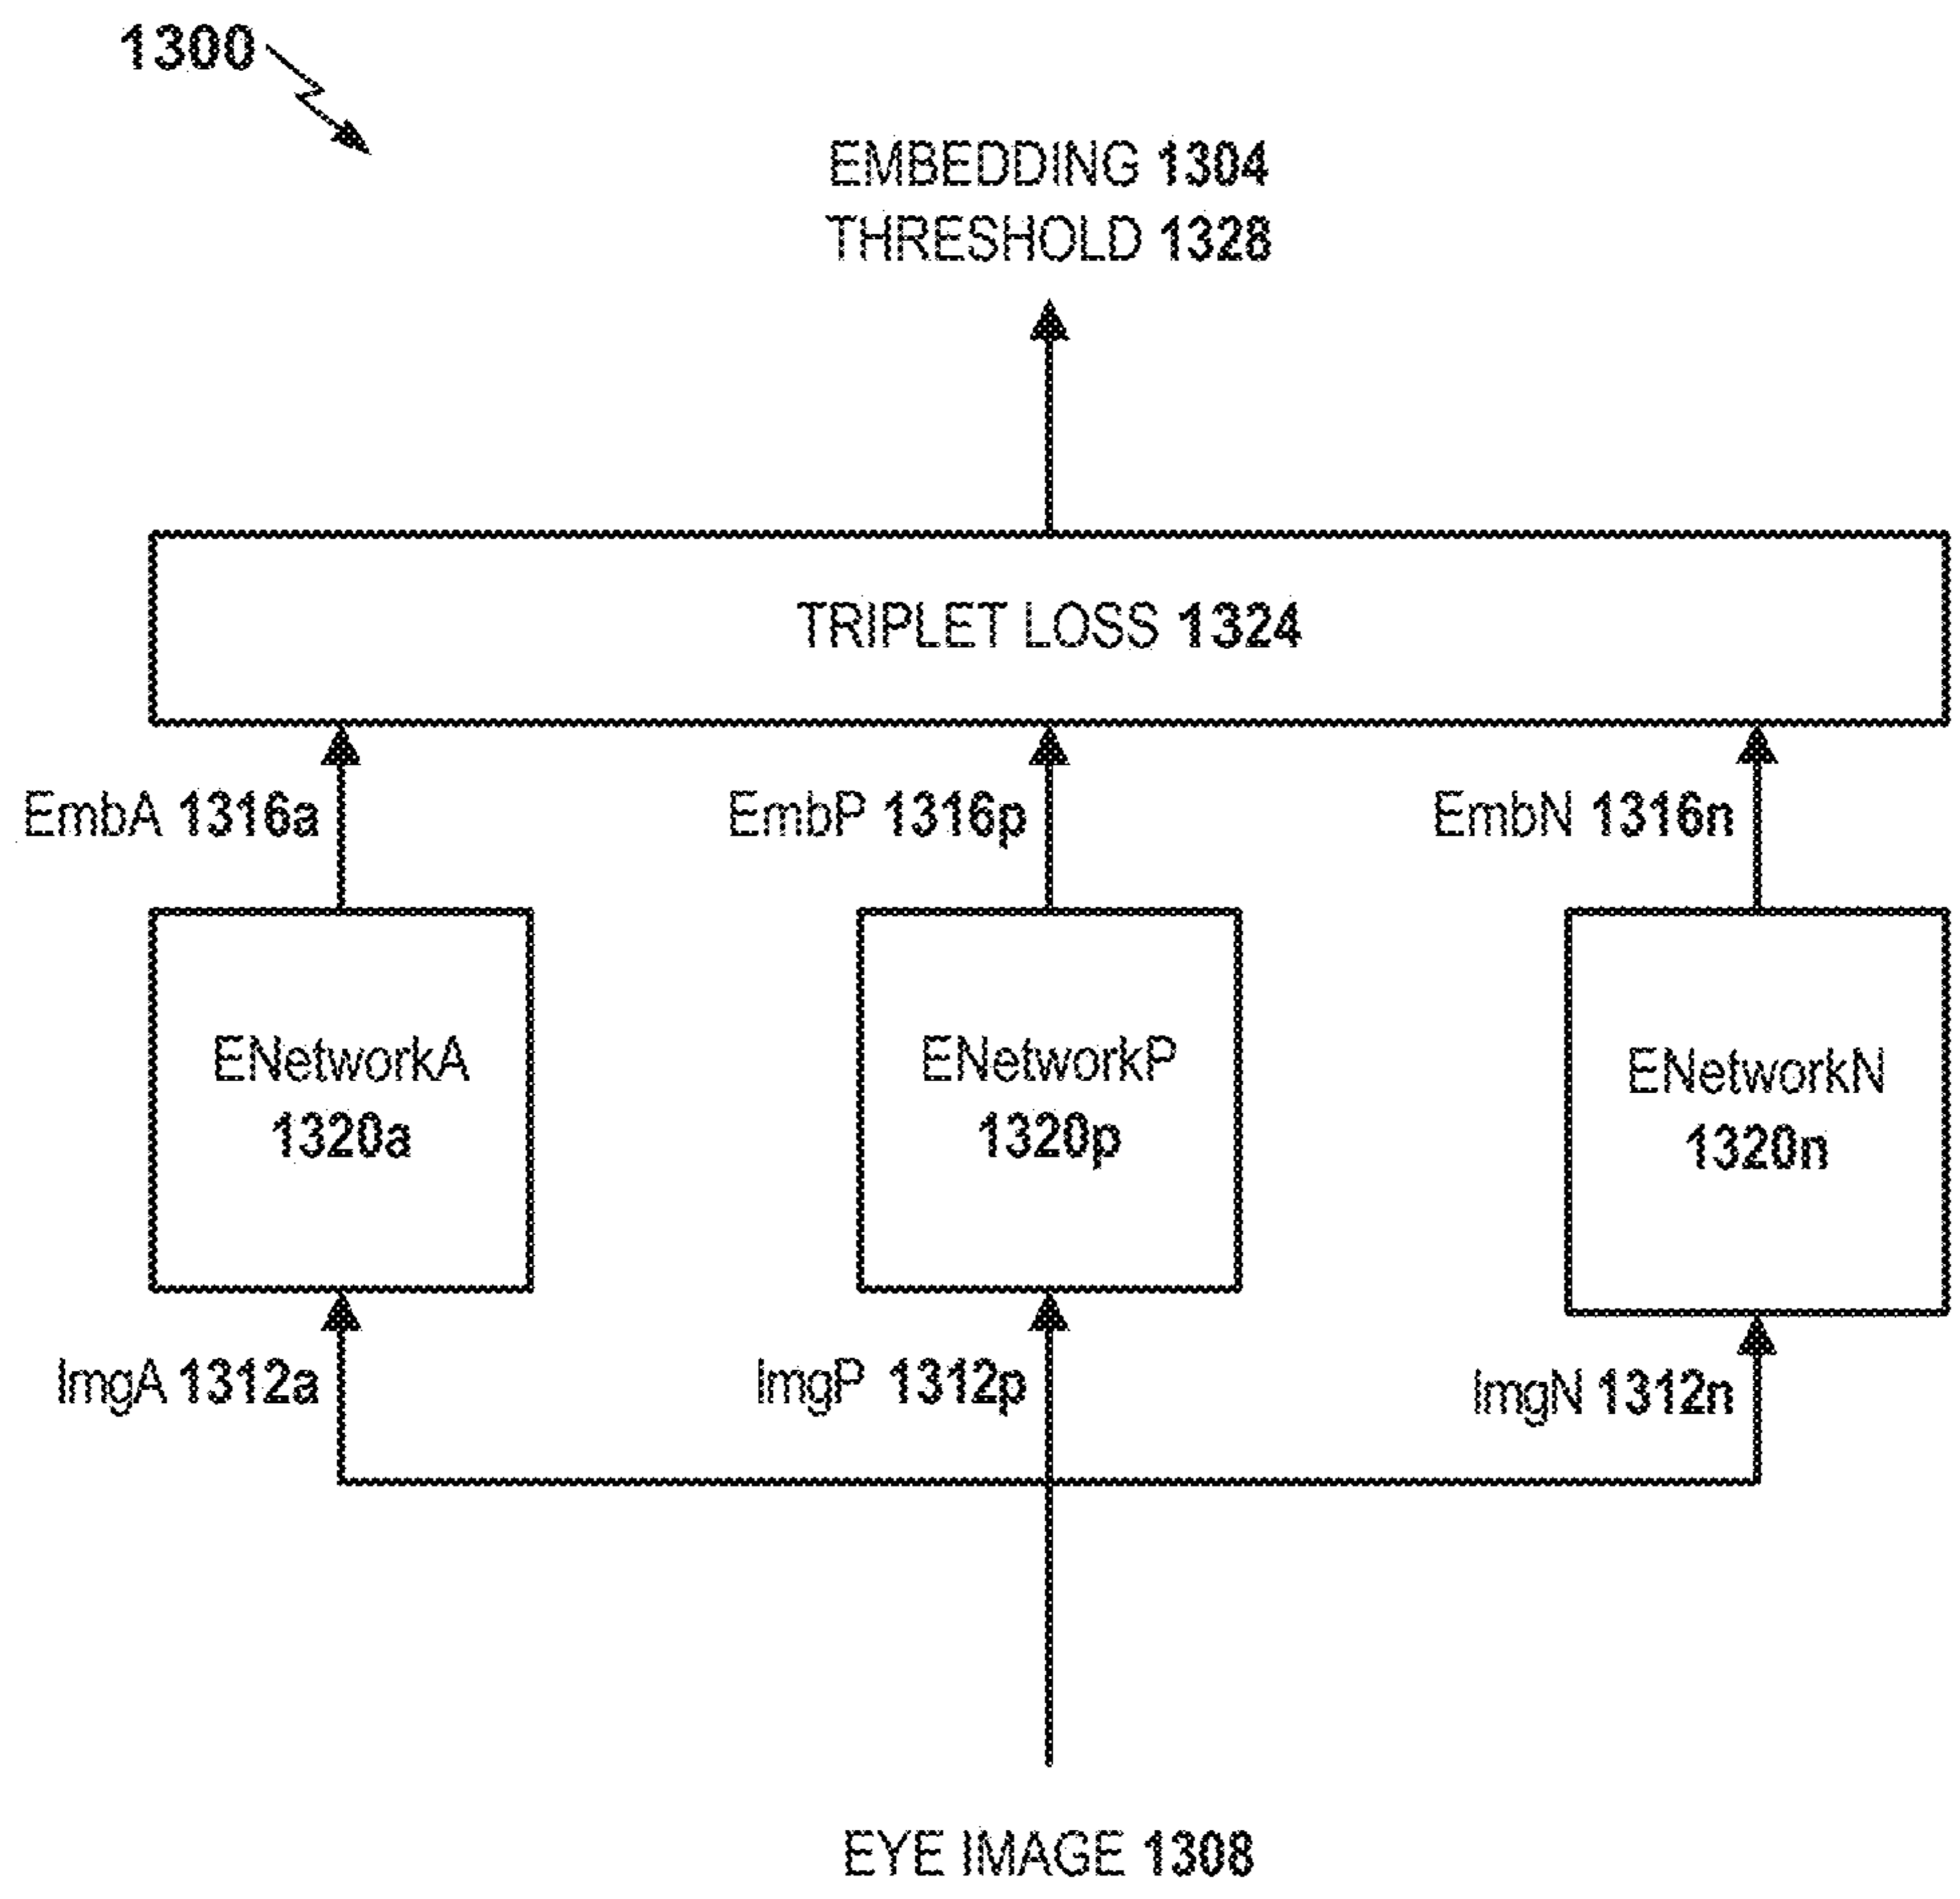 1300
EMBEDDING 1304
THRESHOLD 1328
TRIPLET LOSS 1324
EmbA 1316a
EmbP 1316p
EmbN 1316n
ENetworkA
1320a
ENetworkP
1320p
ENetworkN
1320n
ImgA 1312a
ImgP 1312p
ImgN 1312n
EYE IMAGE 1308